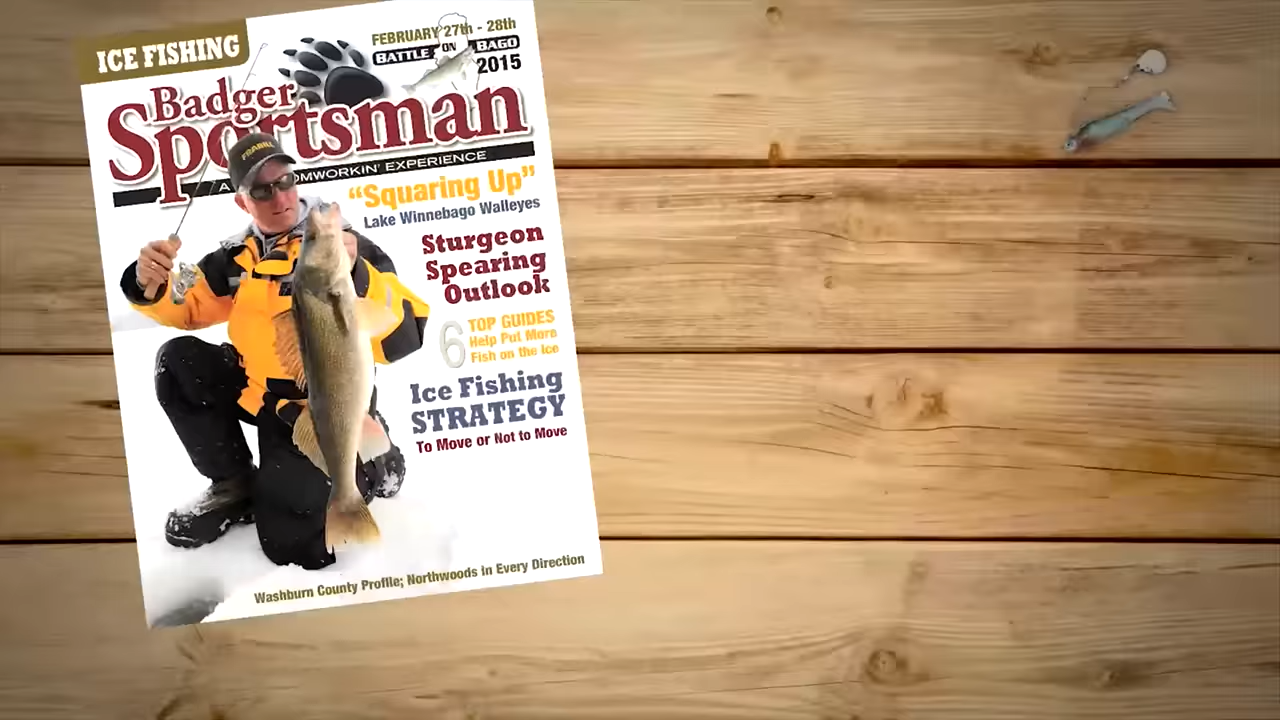 ICE FISHING
FEBRUARY 27th - 28th
BATTLE ON BAGO
2015
Badger
Sportsman
FRABILL
"Squaring Up"
Lake Winnebago Walleyes
Sturgeon
Spearing
Outlook
6
TOP GUIDES
Help Put More
Fish on the Ice
Ice Fishing
STRATEGY
To Move or Not to Move
Washburn County Profile; Northwoods in Every Direction